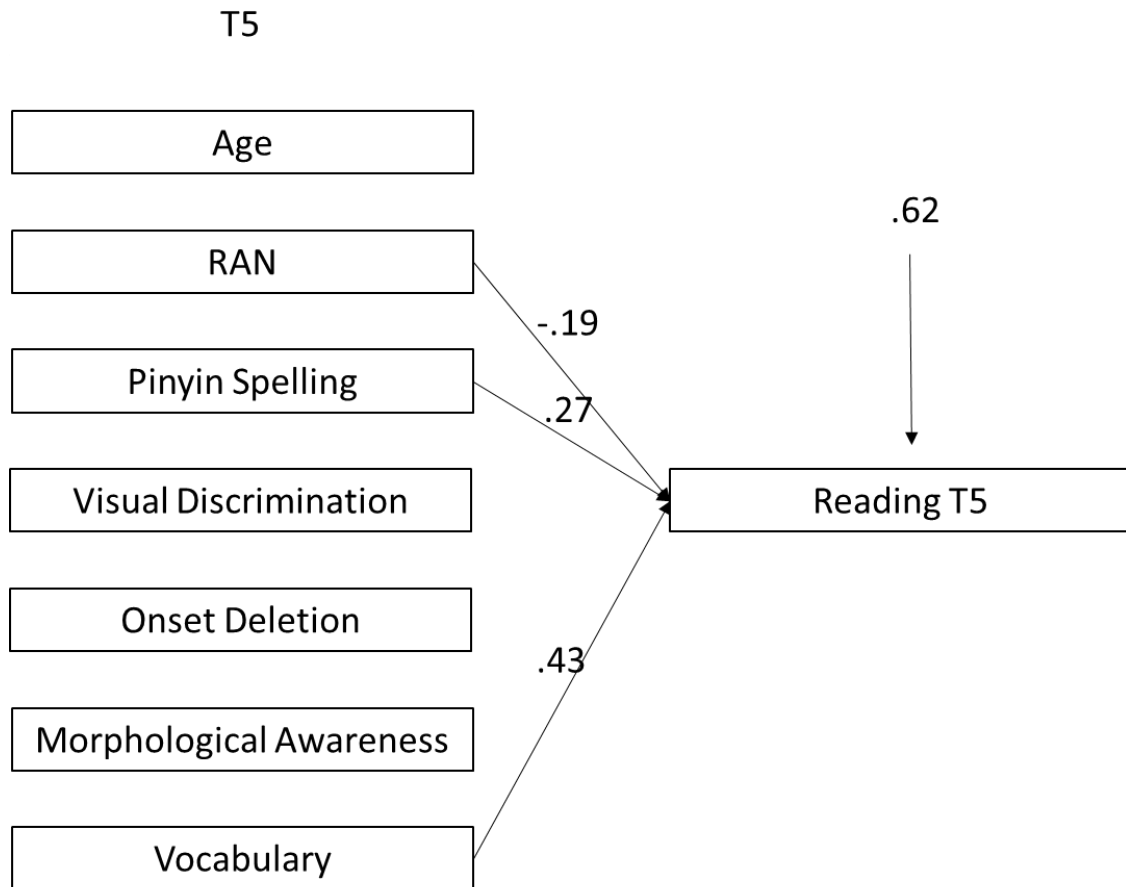 T5
Age
RAN
Pinyin Spelling
Visual Discrimination
Onset Deletion
Morphological Awareness
Vocabulary
-.19
.27
.43
.62
Reading T5